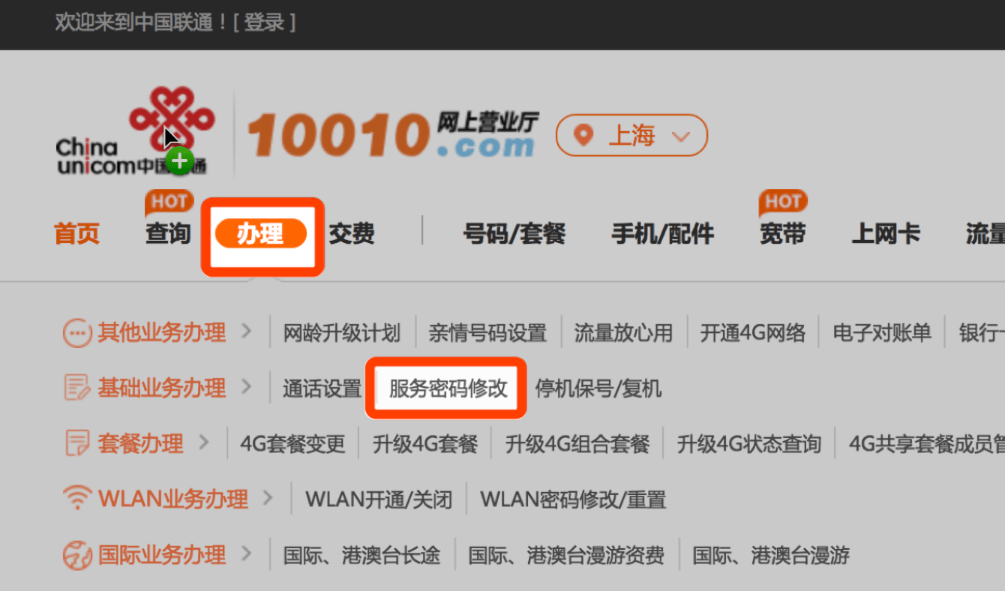 欢迎来到中国联通！[ 登录 ]
China
unicom中国联通
10010
网上营业厅
.com
上海
HOT
HOT
首页 查询 办理 交费 号码/套餐 手机/配件 宽带 上网卡 流量
其他业务办理 网龄升级计划 亲情号码设置 流量放心用 开通4G网络 电子对账单 银行
基础业务办理 通话设置 服务密码修改 停机保号/复机
套餐办理 4G套餐变更 升级4G套餐 升级4G组合套餐 升级4G状态查询 4G共享套餐成员管
WLAN业务办理 WLAN开通/关闭 WLAN密码修改/重置
国际业务办理 国际、港澳台长途 国际、港澳台漫游资费 国际、港澳台漫游